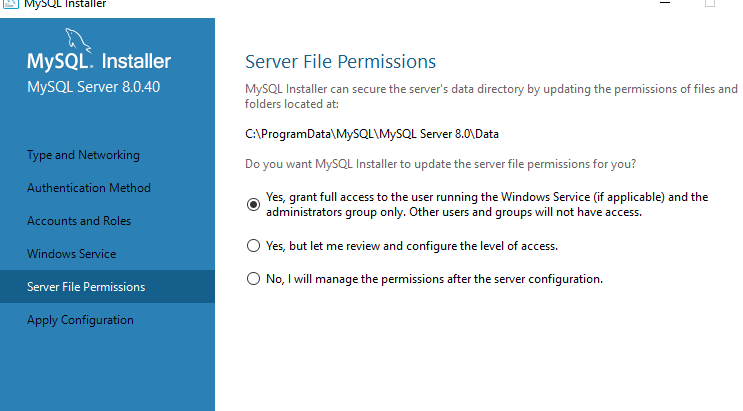 MySQL Installer
MySQL. Installer
MySQL Server 8.0.40
Type and Networking
Authentication Method
Accounts and Roles
Windows Service
Server File Permissions
Apply Configuration
Server File Permissions
MySQL Installer can secure the server's data directory by updating the permissions of files and
folders located at:
C:\ProgramData\MySQL\MySQL Server 8.0\Data
Do you want MySQL Installer to update the server file permissions for you?
Yes, grant full access to the user running the Windows Service (if applicable) and the
administrators group only. Other users and groups will not have access.
Yes, but let me review and configure the level of access.
No, I will manage the permissions after the server configuration.